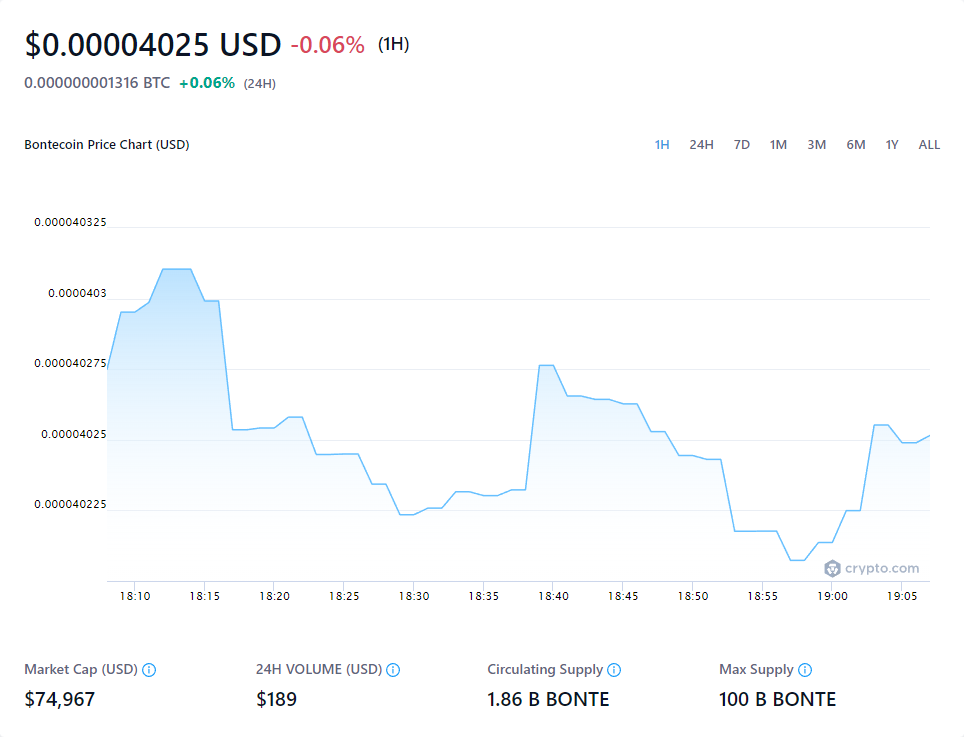 $0.00004025 USD -0.06% (1H)
0.000000001316 BTC +0.06% (24H)
Bontecoin Price Chart (USD) 1H 24H 7D 1M 3M 6M 1Y ALL
0.000040325
0.0000403
0.000040275
0.00004025
0.000040225
crypto.com
18:10 18:15 18:20 18:25 18:30 18:35 18:40 18:45 18:50 18:55 19:00 19:05
Market Cap (USD) 24H VOLUME (USD) Circulating Supply Max Supply
$74,967 $189 1.86 B BONTE 100 B BONTE